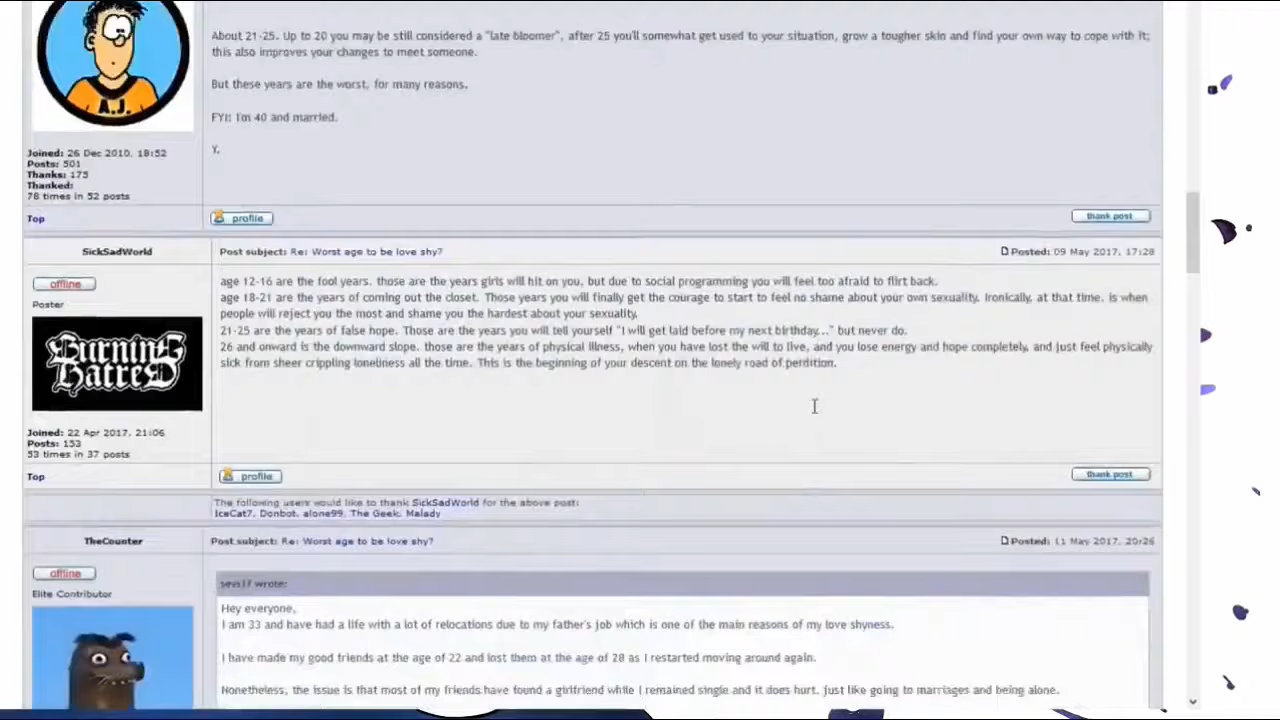 About 21-25. Up to 20 you may be still considered a "late bloomer", after 25 you'll somewhat get used to your situation, grow a tougher skin and find your own way to cope with it;
this also improves your changes to meet someone.
But these years are the worst, for many reasons.
FYI: I'm 40 and married.
Y.
A.J.
Joined: 26 Dec 2010, 18:52
Posts: 501
Thanks: 175
Thanked:
78 times in 52 posts
Top
profile
thank post
SickSadWorld
Post subject: Re: Worst age to be love shy?
Posted: 09 May 2017, 17:28
offline
Poster
Burning Hatred
Joined: 22 Apr 2017, 21:06
Posts: 153
53 times in 37 posts
age 12-16 are the fool years. those are the years girls will hit on you, but due to social programming you will feel too afraid to flirt back.
age 18-21 are the years of coming out the closet. Those years you will finally get the courage to start to feel no shame about your own sexuality. Ironically, at that time, is when
people will reject you the most and shame you the hardest about your sexuality.
21-25 are the years of false hope. Those are the years you will tell yourself "I will get laid before my next birthday..." but never do.
26 and onward is the downward slope. those are the years of physical illness, when you have lost the will to live, and you lose energy and hope completely, and just feel physically
sick from sheer crippling loneliness all the time. This is the beginning of your descent on the lonely road of perdition.
Top
profile
thank post
The following users would like to thank SickSadWorld for the above post:
IceCat7, Donbot, alone99, The Geek, Malady
TheCounter
Post subject: Re: Worst age to be love shy?
Posted: 11 May 2017, 20:26
offline
Elite Contributor
wrote:
Hey everyone,
I am 33 and have had a life with a lot of relocations due to my father's job which is one of the main reasons of my love shyness.
I have made my good friends at the age of 22 and lost them at the age of 28 as I restarted moving around again.
Nonetheless, the issue is that most of my friends have found a girlfriend while I remained single and it does hurt, just like going to marriages and being alone.